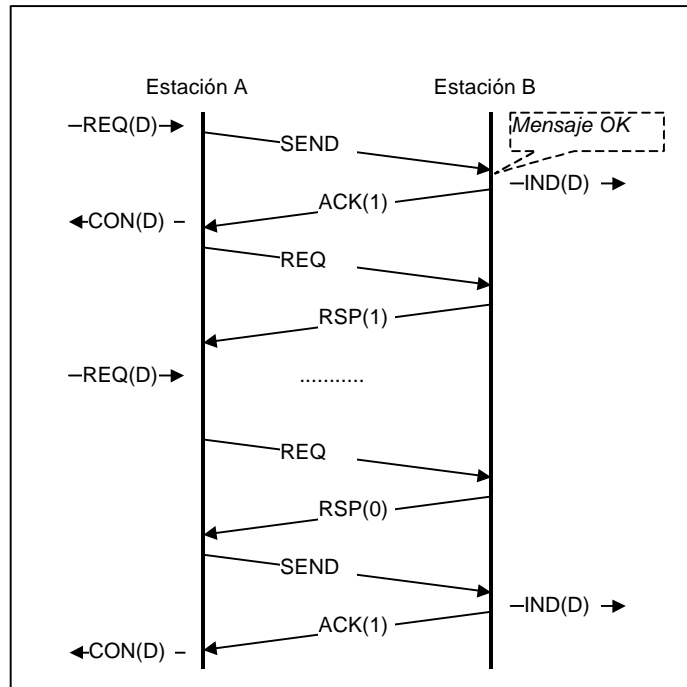 Estación A
Estación B
REQ(D)
Mensaje OK
SEND
IND(D)
ACK(1)
CON(D)
REQ
RSP(1)
REQ(D)
...........
REQ
RSP(0)
SEND
IND(D)
ACK(1)
CON(D)